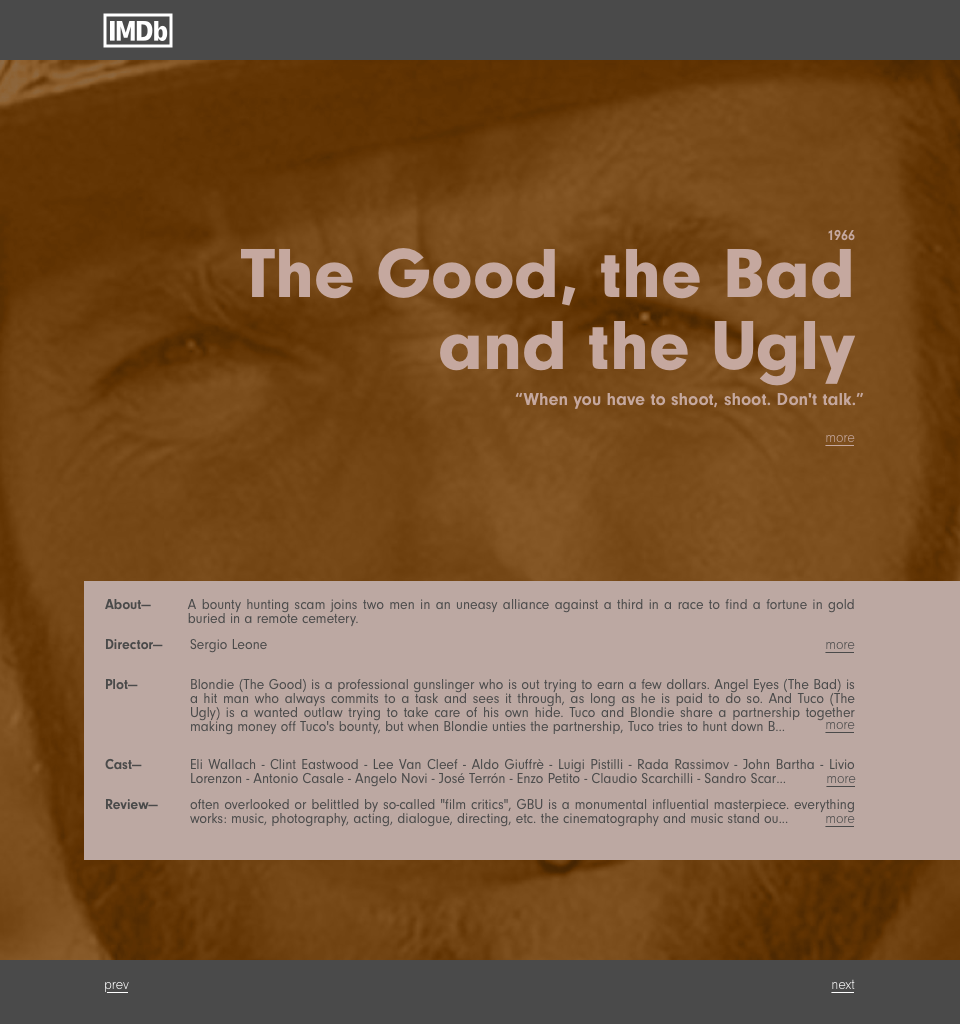 IMDb
1966
The Good, the Bad
and the Ugly
"When you have to shoot, shoot. Don't talk."
more
About— A bounty hunting scam joins two men in an uneasy alliance against a third in a race to find a fortune in gold
buried in a remote cemetery.
Director— Sergio Leone more
Plot— Blondie (The Good) is a professional gunslinger who is out trying to earn a few dollars. Angel Eyes (The Bad) is
a hit man who always commits to a task and sees it through, as long as he is paid to do so. And Tuco (The
Ugly) is a wanted outlaw trying to take care of his own hide. Tuco and Blondie share a partnership together
making money off Tuco's bounty, but when Blondie unties the partnership, Tuco tries to hunt down B... more
Cast— Eli Wallach - Clint Eastwood - Lee Van Cleef - Aldo Giuffrè - Luigi Pistilli - Rada Rassimov - John Bartha - Livio
Lorenzon - Antonio Casale - Angelo Novi - José Terrón - Enzo Petito - Claudio Scarchilli - Sandro Scar... more
Review— often overlooked or belittled by so-called "film critics", GBU is a monumental influential masterpiece. everything
works: music, photography, acting, dialogue, directing, etc. the cinematography and music stand ou... more
prev next